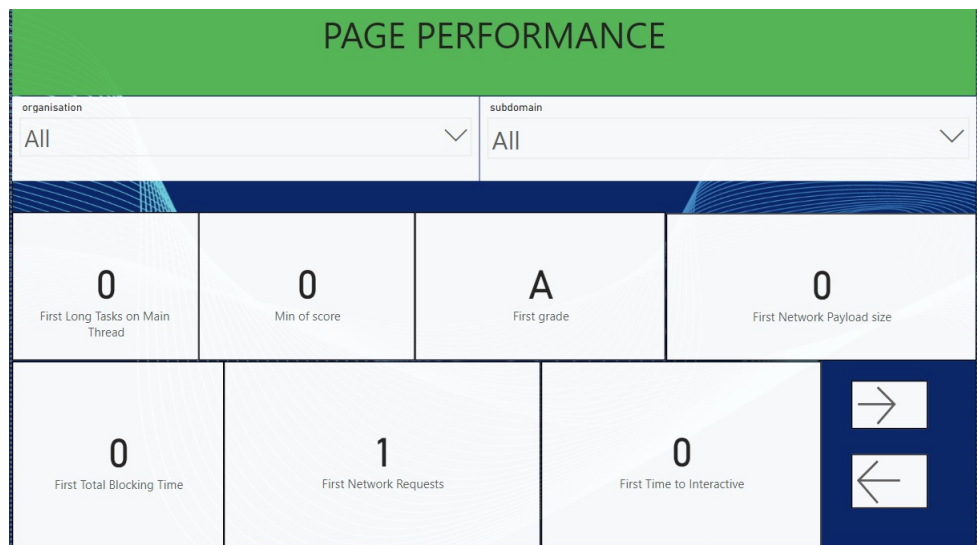 PAGE PERFORMANCE
organisation
All
subdomain
All
0
First Long Tasks on Main
Thread
0
Min of score
A
First grade
0
First Network Payload size
0
First Total Blocking Time
1
First Network Requests
0
First Time to Interactive